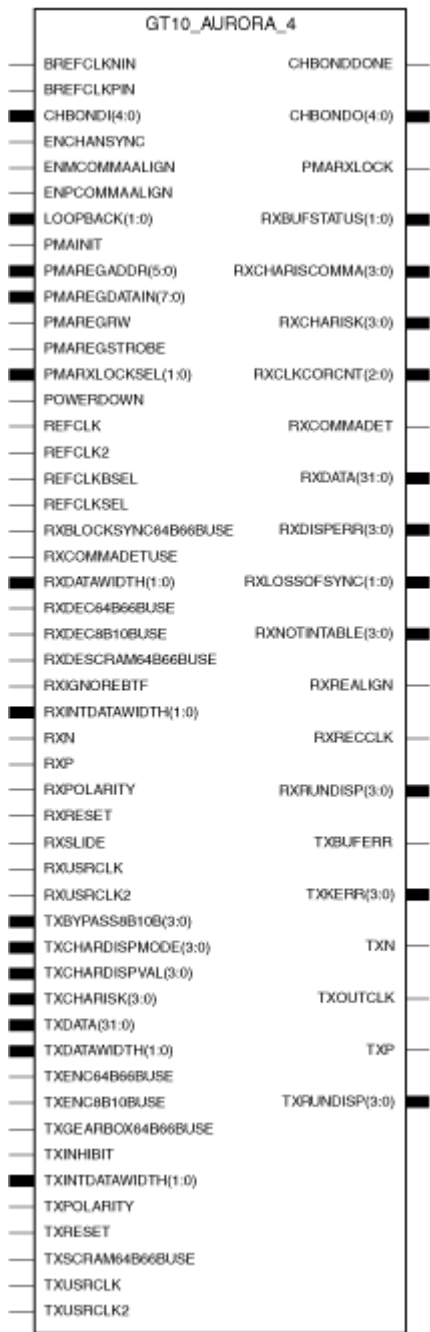 GT10_AURORA_4
BREFCLKNIN CHBONDDONE
BREFCLKPIN
CHBONDI(4:0) CHBONDO(4:0)
ENCHANSYNC
ENMCOMMAALIGN PMARXLOCK
ENPCOMMAALIGN
LOOPBACK(1:0) RXBUFSTATUS(1:0)
PMAINIT
PMAREGADDR(5:0) RXCHARISCOMMA(3:0)
PMAREGDATAIN(7:0)
PMAREGRW RXCHARISK(3:0)
PMAREGSTROBE
PMARXLOCKSEL(1:0) RXCLKCORCNT(2:0)
POWERDOWN
REFCLK RXCOMMADET
REFCLK2
REFCLKBSEL RXDATA(31:0)
REFCLKSEL
RXBLOCKSYNC64B66BUSE RXDISPERR(3:0)
RXCOMMADETUSE
RXDATAWIDTH(1:0) RXLOSSOFSYNC(1:0)
RXDEC64B66BUSE
RXDEC8B10BUSE RXNOTINTABLE(3:0)
RXDESCRAM64B66BUSE
RXIGNOREBTF RXREALIGN
RXINTDATAWIDTH(1:0)
RXN RXRECCLK
RXP
RXPOLARITY RXRUNDISP(3:0)
RXRESET
RXSLIDE TXBUFERR
RXUSRCLK
RXUSRCLK2 TXKERR(3:0)
TXBYPASS8B10B(3:0)
TXCHARDISPMODE(3:0) TXN
TXCHARDISPVAL(3:0)
TXCHARISK(3:0) TXOUTCLK
TXDATA(31:0)
TXDATAWIDTH(1:0) TXP
TXENC64B66BUSE
TXENC8B10BUSE TXRUNDISP(3:0)
TXGEARBOX64B66BUSE
TXINHIBIT
TXINTDATAWIDTH(1:0)
TXPOLARITY
TXRESET
TXSCRAM64B66BUSE
TXUSRCLK
TXUSRCLK2